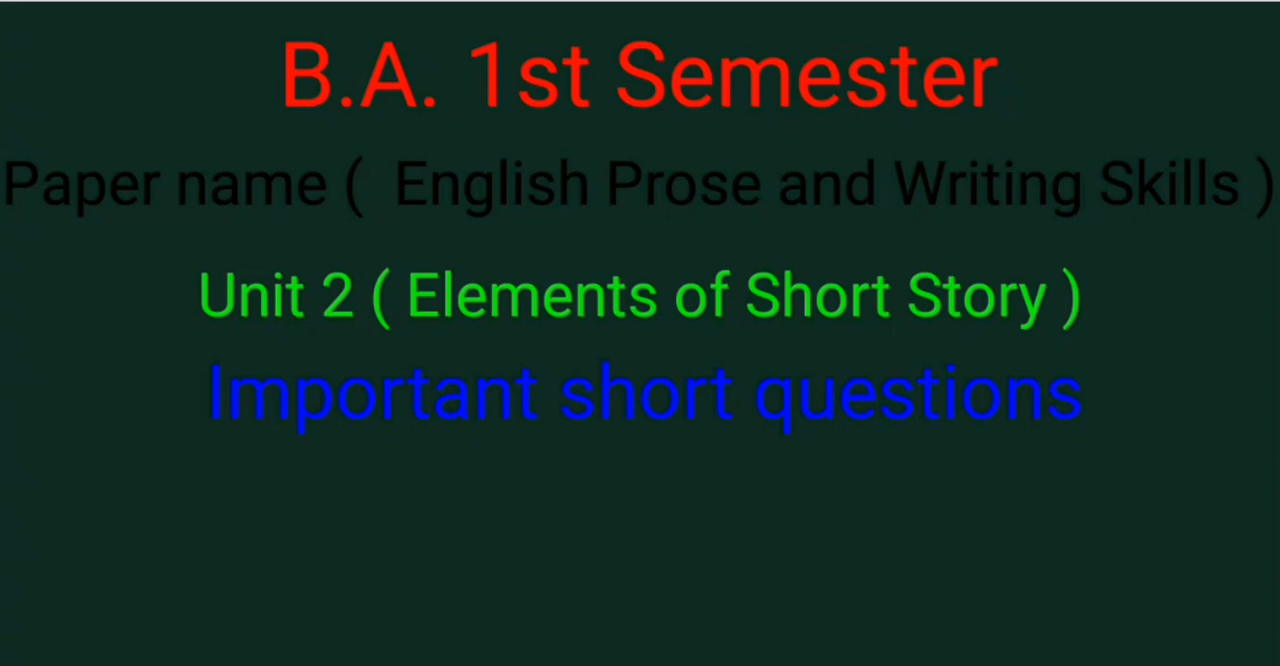 B.A. 1st Semester
Paper name ( English Prose and Writing Skills )
Unit 2 ( Elements of Short Story )
Important short questions